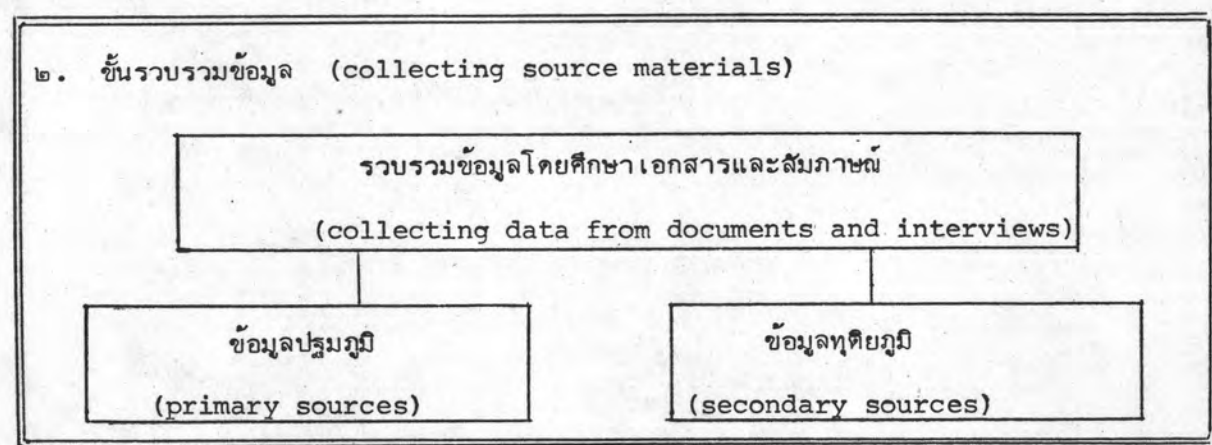 ๒. ขั้นรวบรวมข้อมูล (collecting source materials)
รวบรวมข้อมูลโดยศึกษาเอกสารและสัมภาษณ์
(collecting data from documents and interviews)
ข้อมูลปฐมภูมิ ข้อมูลทุติยภูมิ
(primary sources) (secondary sources)